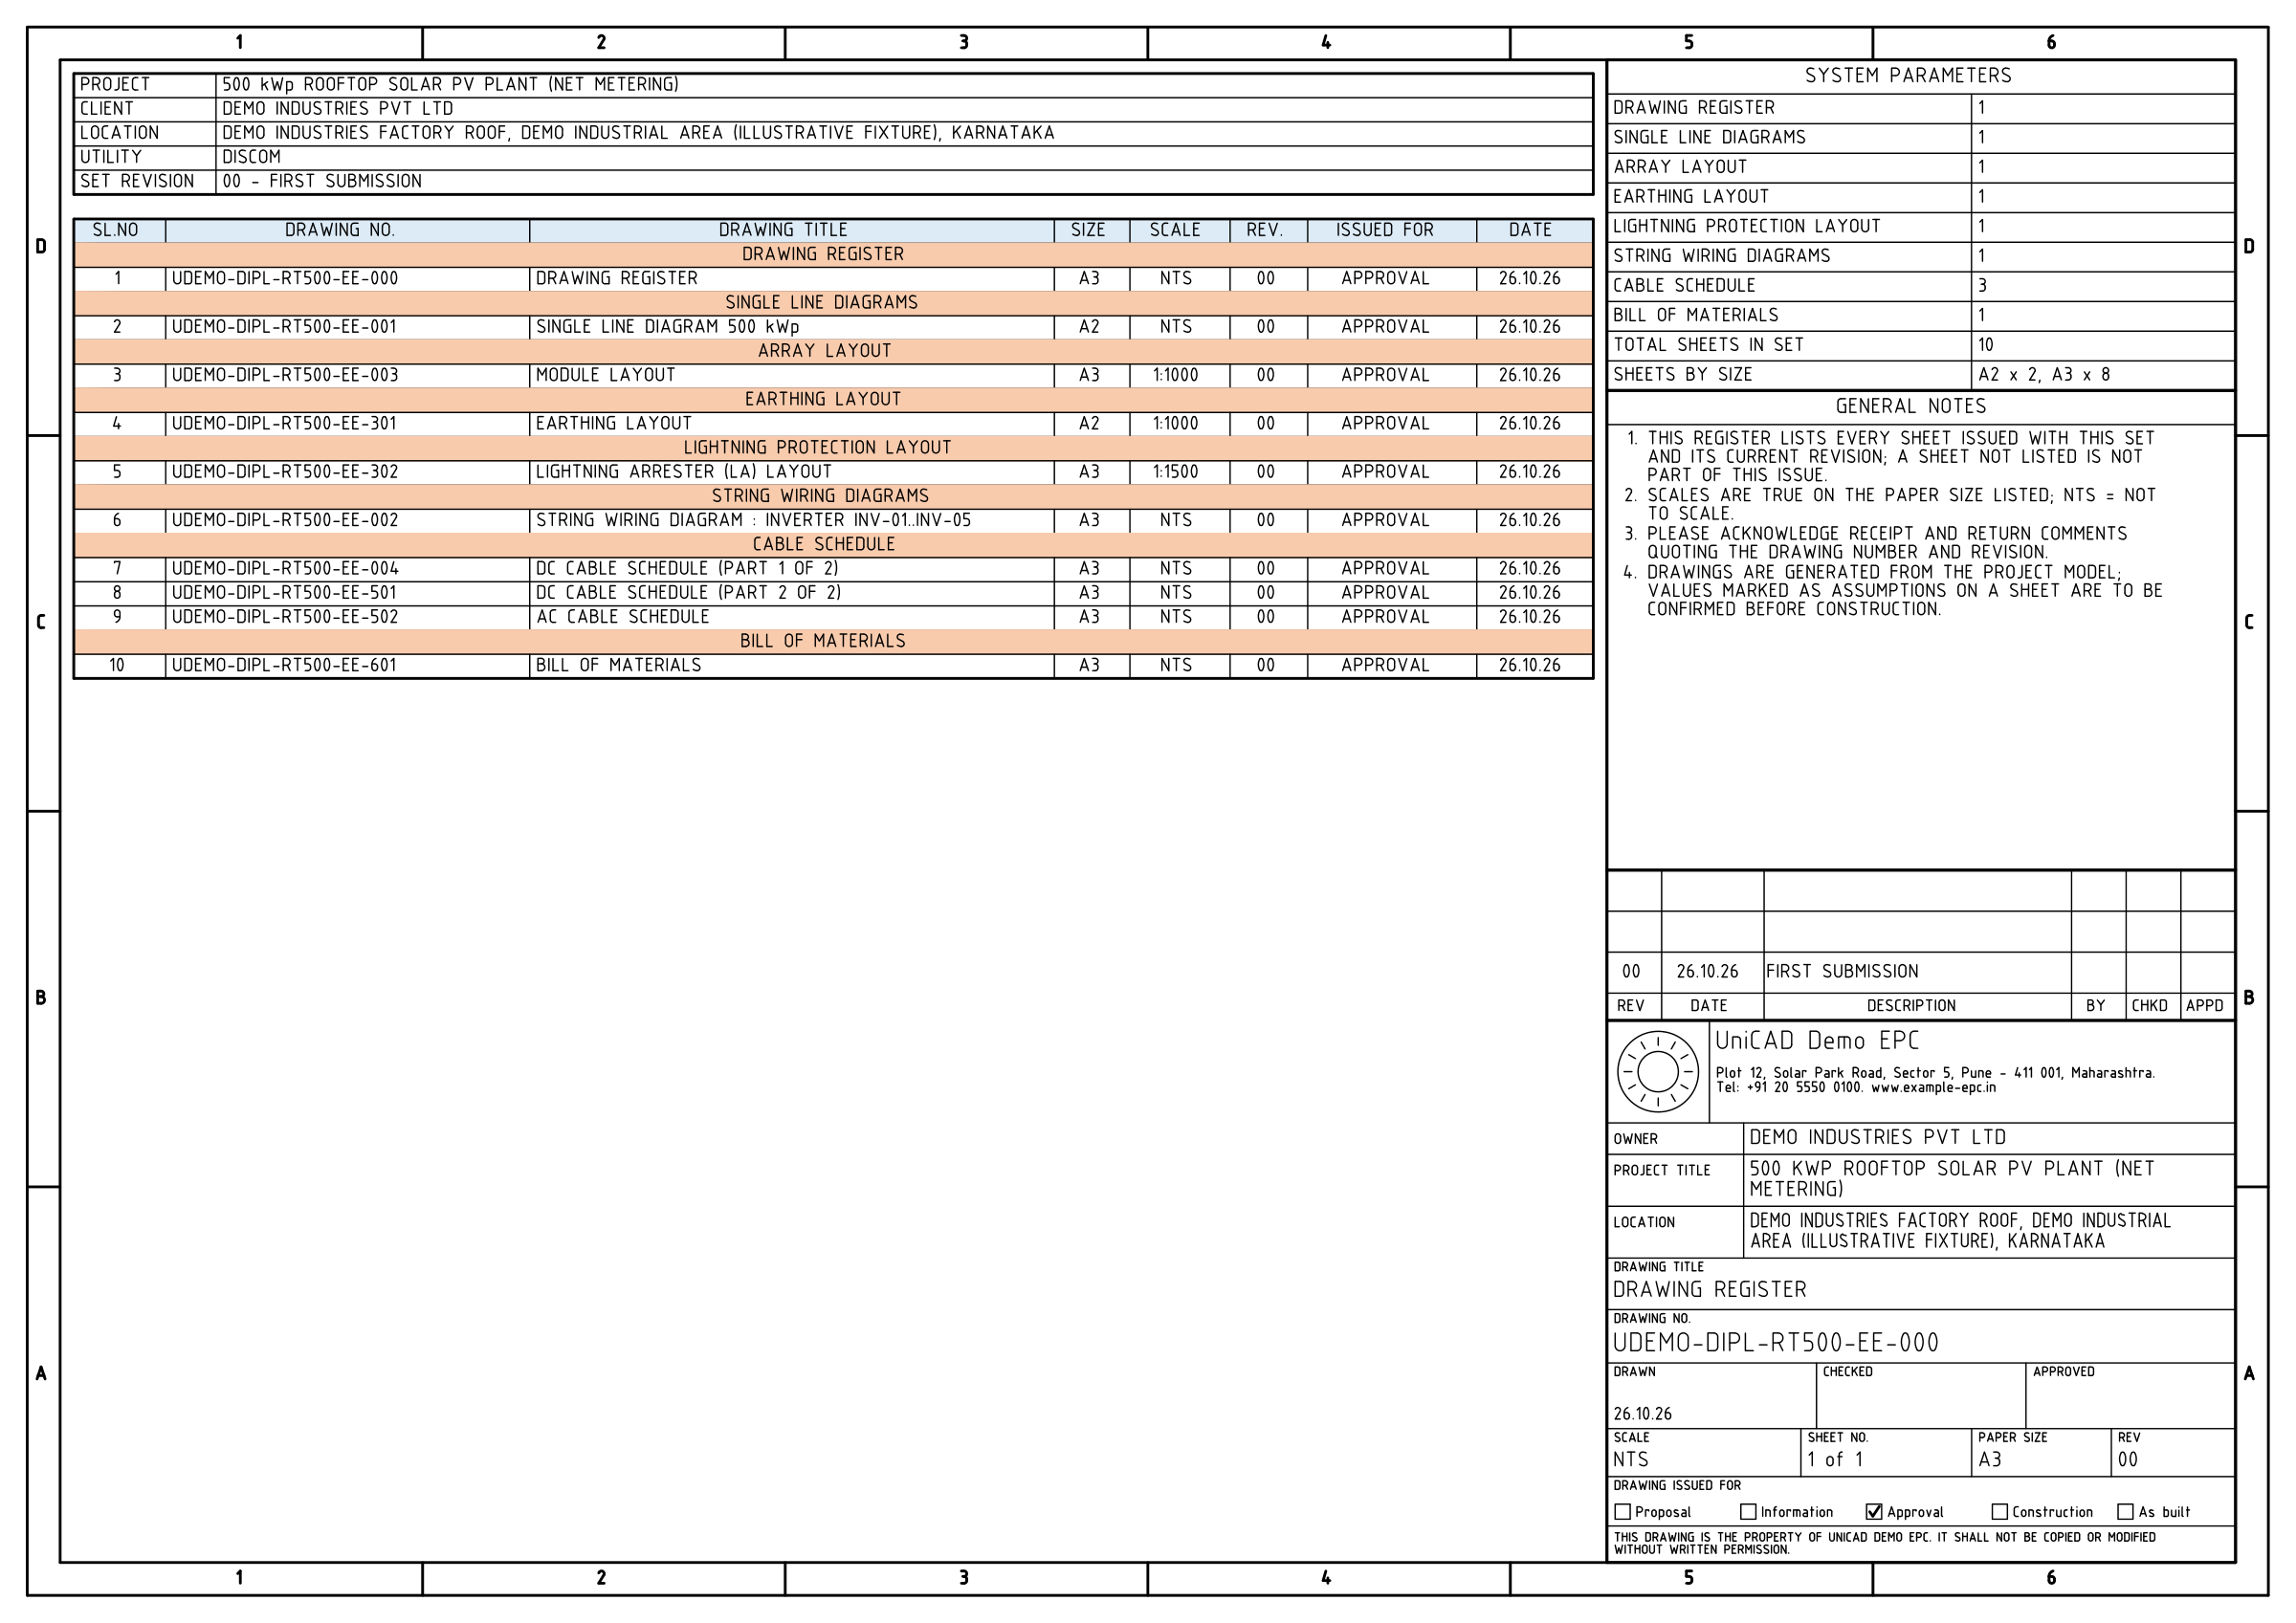 1 2 3 4 5 6
PROJECT 500 kWp ROOFTOP SOLAR PV PLANT (NET METERING)
CLIENT DEMO INDUSTRIES PVT LTD
LOCATION DEMO INDUSTRIES FACTORY ROOF, DEMO INDUSTRIAL AREA (ILLUSTRATIVE FIXTURE), KARNATAKA
UTILITY DISCOM
SET REVISION 00 - FIRST SUBMISSION
SL.NO DRAWING NO. DRAWING TITLE SIZE SCALE REV. ISSUED FOR DATE
DRAWING REGISTER
1 UDEMO-DIPL-RT500-EE-000 DRAWING REGISTER A3 NTS 00 APPROVAL 26.10.26
SINGLE LINE DIAGRAMS
2 UDEMO-DIPL-RT500-EE-001 SINGLE LINE DIAGRAM 500 kWp A2 NTS 00 APPROVAL 26.10.26
ARRAY LAYOUT
3 UDEMO-DIPL-RT500-EE-003 MODULE LAYOUT A3 1:1000 00 APPROVAL 26.10.26
EARTHING LAYOUT
4 UDEMO-DIPL-RT500-EE-301 EARTHING LAYOUT A2 1:1000 00 APPROVAL 26.10.26
LIGHTNING PROTECTION LAYOUT
5 UDEMO-DIPL-RT500-EE-302 LIGHTNING ARRESTER (LA) LAYOUT A3 1:1500 00 APPROVAL 26.10.26
STRING WIRING DIAGRAMS
6 UDEMO-DIPL-RT500-EE-002 STRING WIRING DIAGRAM : INVERTER INV-01..INV-05 A3 NTS 00 APPROVAL 26.10.26
CABLE SCHEDULE
7 UDEMO-DIPL-RT500-EE-004 DC CABLE SCHEDULE (PART 1 OF 2) A3 NTS 00 APPROVAL 26.10.26
8 UDEMO-DIPL-RT500-EE-501 DC CABLE SCHEDULE (PART 2 OF 2) A3 NTS 00 APPROVAL 26.10.26
9 UDEMO-DIPL-RT500-EE-502 AC CABLE SCHEDULE A3 NTS 00 APPROVAL 26.10.26
BILL OF MATERIALS
10 UDEMO-DIPL-RT500-EE-601 BILL OF MATERIALS A3 NTS 00 APPROVAL 26.10.26
SYSTEM PARAMETERS
DRAWING REGISTER 1
SINGLE LINE DIAGRAMS 1
ARRAY LAYOUT 1
EARTHING LAYOUT 1
LIGHTNING PROTECTION LAYOUT 1
STRING WIRING DIAGRAMS 1
CABLE SCHEDULE 3
BILL OF MATERIALS 1
TOTAL SHEETS IN SET 10
SHEETS BY SIZE A2 x 2, A3 x 8
GENERAL NOTES
1. THIS REGISTER LISTS EVERY SHEET ISSUED WITH THIS SET
AND ITS CURRENT REVISION; A SHEET NOT LISTED IS NOT
PART OF THIS ISSUE.
2. SCALES ARE TRUE ON THE PAPER SIZE LISTED; NTS = NOT
TO SCALE.
3. PLEASE ACKNOWLEDGE RECEIPT AND RETURN COMMENTS
QUOTING THE DRAWING NUMBER AND REVISION.
4. DRAWINGS ARE GENERATED FROM THE PROJECT MODEL;
VALUES MARKED AS ASSUMPTIONS ON A SHEET ARE TO BE
CONFIRMED BEFORE CONSTRUCTION.
00 26.10.26 FIRST SUBMISSION
REV DATE DESCRIPTION BY CHKD APPD
UniCAD Demo EPC
Plot 12, Solar Park Road, Sector 5, Pune - 411 001, Maharashtra.
Tel: +91 20 5550 0100. www.example-epc.in
OWNER DEMO INDUSTRIES PVT LTD
PROJECT TITLE 500 KWP ROOFTOP SOLAR PV PLANT (NET
METERING)
LOCATION DEMO INDUSTRIES FACTORY ROOF, DEMO INDUSTRIAL
AREA (ILLUSTRATIVE FIXTURE), KARNATAKA
DRAWING TITLE
DRAWING REGISTER
DRAWING NO.
UDEMO-DIPL-RT500-EE-000
DRAWN CHECKED APPROVED
26.10.26
SCALE SHEET NO. PAPER SIZE REV
NTS 1 of 1 A3 00
DRAWING ISSUED FOR
Proposal Information Approval Construction As built
THIS DRAWING IS THE PROPERTY OF UNICAD DEMO EPC. IT SHALL NOT BE COPIED OR MODIFIED
WITHOUT WRITTEN PERMISSION.
D D
C C
B B
A A
1 2 3 4 5 6